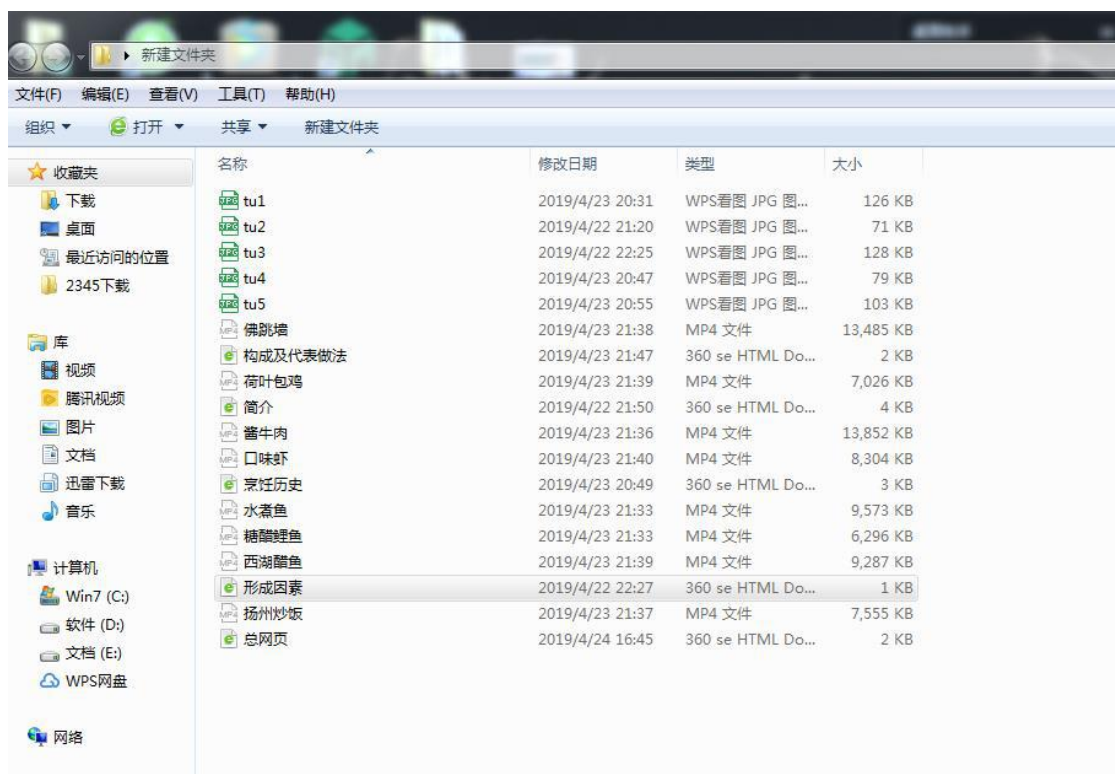 新建文件夹
文件(F) 编辑(E) 查看(V) 工具(T) 帮助(H)
组织 打开 共享 新建文件夹
名称 修改日期 类型 大小
收藏夹
下载
桌面
最近访问的位置
2345下载
库
视频
腾讯视频
图片
文档
迅雷下载
音乐
计算机
Win7 (C:)
软件 (D:)
文档 (E:)
WPS网盘
网络
tu1 2019/4/23 20:31 WPS看图 JPG 图... 126 KB
tu2 2019/4/22 21:20 WPS看图 JPG 图... 71 KB
tu3 2019/4/22 22:25 WPS看图 JPG 图... 128 KB
tu4 2019/4/23 20:47 WPS看图 JPG 图... 79 KB
tu5 2019/4/23 20:55 WPS看图 JPG 图... 103 KB
佛跳墙 2019/4/23 21:38 MP4 文件 13,485 KB
构成及代表做法 2019/4/23 21:47 360 se HTML Do... 2 KB
荷叶包鸡 2019/4/23 21:39 MP4 文件 7,026 KB
简介 2019/4/22 21:50 360 se HTML Do... 4 KB
酱牛肉 2019/4/23 21:36 MP4 文件 13,852 KB
口味虾 2019/4/23 21:40 MP4 文件 8,304 KB
烹饪历史 2019/4/23 20:49 360 se HTML Do... 3 KB
水煮鱼 2019/4/23 21:33 MP4 文件 9,573 KB
糖醋鲤鱼 2019/4/23 21:33 MP4 文件 6,296 KB
西湖醋鱼 2019/4/23 21:39 MP4 文件 9,287 KB
形成因素 2019/4/22 22:27 360 se HTML Do... 1 KB
扬州炒饭 2019/4/23 21:37 MP4 文件 7,555 KB
总网页 2019/4/24 16:45 360 se HTML Do... 2 KB